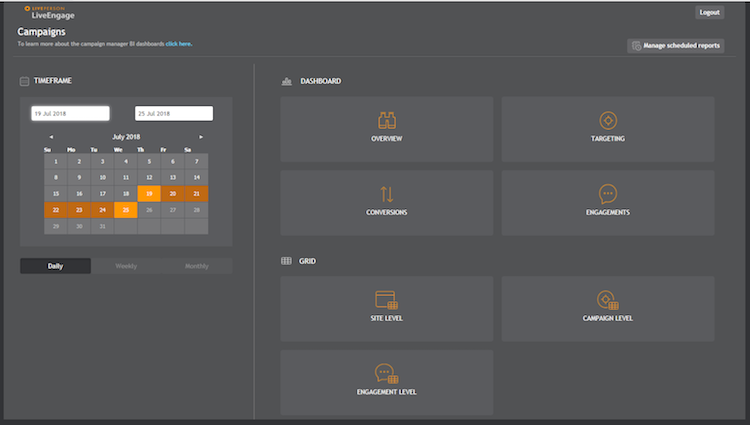 LIVEPERSON
LiveEngage
Logout
Campaigns
To learn more about the campaign manager BI dashboards click here.
Manage scheduled reports
TIMEFRAME
19 Jul 2018
25 Jul 2018
July 2018
Su Mo Tu We Th Fr Sa
1 2 3 4 5 6 7
8 9 10 11 12 13 14
15 16 17 18 19 20 21
22 23 24 25 26 27 28
29 30 31
Daily
Weekly
Monthly
DASHBOARD
OVERVIEW
TARGETING
CONVERSIONS
ENGAGEMENTS
GRID
SITE LEVEL
CAMPAIGN LEVEL
ENGAGEMENT LEVEL